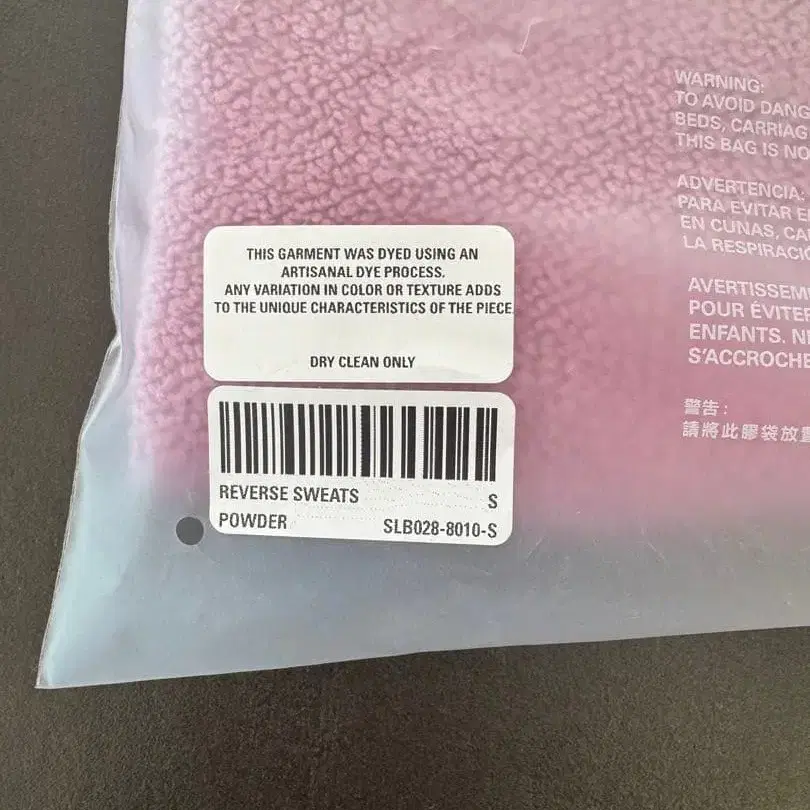 THIS GARMENT WAS DYED USING AN
ARTISANAL DYE PROCESS.
ANY VARIATION IN COLOR OR TEXTURE ADDS
TO THE UNIQUE CHARACTERISTICS OF THE PIECE
DRY CLEAN ONLY
REVERSE SWEATS S
POWDER SLB028-8010-S
WARNING:
TO AVOID DANG
BEDS, CARRIAG
THIS BAG IS NO
ADVERTENCIA:
PARA EVITAR E
EN CUNAS, CA
LA RESPIRACI
AVERTISSEM
POUR ÉVITER
ENFANTS. N
S'ACCROCHE
警告：
請將此膠袋放